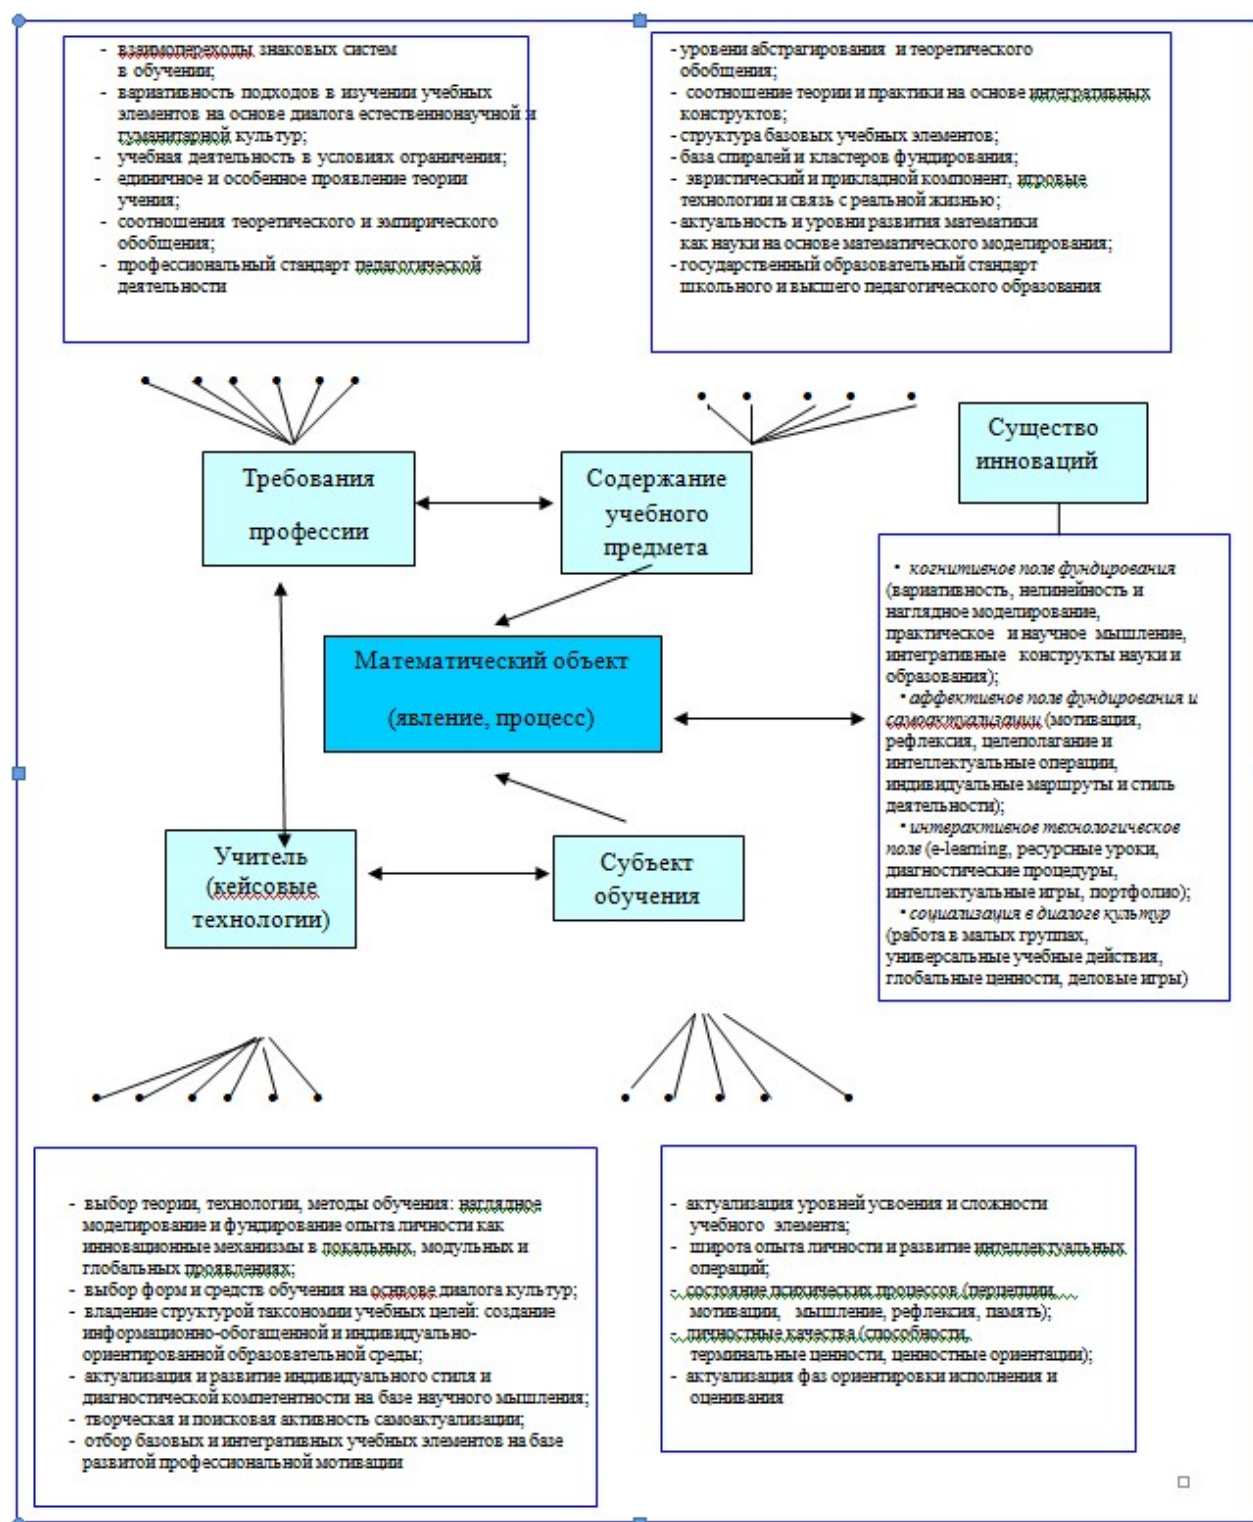 - взаимопереходы знаковых систем
в обучении;
- вариативность подходов в изучении учебных
элементов на основе диалога естественнонаучной и
гуманитарной культур;
- учебная деятельность в условиях ограничения;
- единичное и особенное проявление теории
учения;
- соотношения теоретического и эмпирического
обобщения;
- профессиональный стандарт педагогической
деятельности
- уровени абстрагирования и теоретического
обобщения;
- соотношение теории и практики на основе интегративных
конструктов;
- структура базовых учебных элементов;
- база спиралей и кластеров фундирования;
- эвристический и прикладной компонент, игровые
технологии и связь с реальной жизнью;
- актуальность и уровни развития математики
как науки на основе математического моделирования;
- государственный образовательный стандарт
школьного и высшего педагогического образования
Требования
профессии
Содержание
учебного
предмета
Существо
инноваций
Математический объект
(явление, процесс)
• когнитивное поле фундирования
(вариативность, нелинейность и
наглядное моделирование,
практическое и научное мышление,
интегративные конструкты науки и
образования);
• аффективное поле фундирования и
самоактуализации (мотивация,
рефлексия, целеполагание и
интеллектуальные операции,
индивидуальные маршруты и стиль
деятельности);
• интерактивное технологическое
поле (e-learning, ресурсные уроки,
диагностические процедуры,
интеллектуальные игры, портфолио);
• социализация в диалоге культур
(работа в малых группах,
универсальные учебные действия,
глобальные ценности, деловые игры)
Учитель
(кейсовые
технологии)
Субъект
обучения
- выбор теории, технологии, методы обучения: наглядное
моделирование и фундирование опыта личности как
инновационные механизмы в локальных, модульных и
глобальных проявлениях;
- выбор форм и средств обучения на оснвове диалога культур;
- владение структурой таксономии учебных целей: создание
информационно-обогащенной и индивидуально-
ориентированной образовательной среды;
- актуализация и развитие индивидуального стиля и
диагностической компетентности на базе научного мышления;
- творческая и поисковая активность самоактуализации;
- отбор базовых и интегративных учебных элементов на базе
развитой профессиональной мотивации
- актуализация уровней усвоения и сложности
учебного элемента;
- широта опыта личности и развитие интеллектуальных
операций;
- состояние психических процессов (перцепции,
мотивации, мышление, рефлексия, память);
- личностные качества (способности,
терминальные ценности, ценностные ориентации);
- актуализация фаз ориентировки исполнения и
оценивания